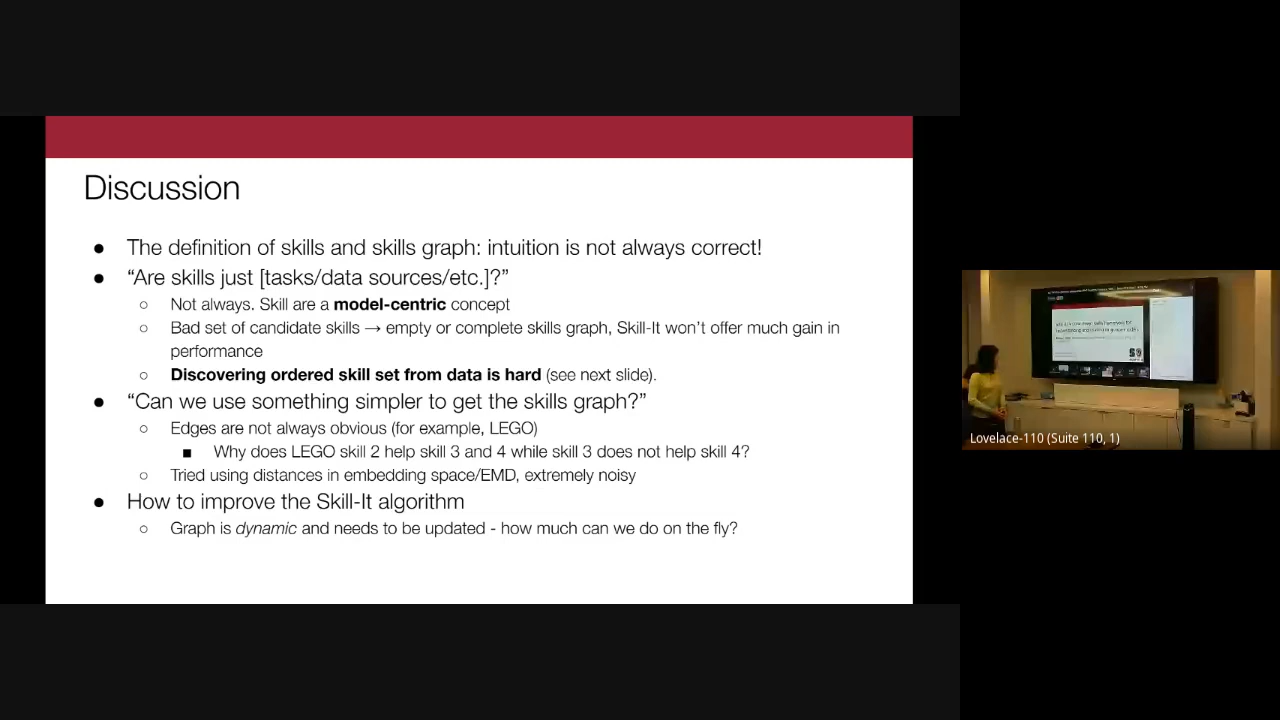 Discussion
● The definition of skills and skills graph: intuition is not always correct!
● “Are skills just [tasks/data sources/etc.]?”
○ Not always. Skill are a model-centric concept
○ Bad set of candidate skills → empty or complete skills graph, Skill-It won’t offer much gain in
performance
○ Discovering ordered skill set from data is hard (see next slide).
● “Can we use something simpler to get the skills graph?”
○ Edges are not always obvious (for example, LEGO)
■ Why does LEGO skill 2 help skill 3 and 4 while skill 3 does not help skill 4?
○ Tried using distances in embedding space/EMD, extremely noisy
● How to improve the Skill-It algorithm
○ Graph is dynamic and needs to be updated - how much can we do on the fly?
Lovelace-110 (Suite 110, 1)